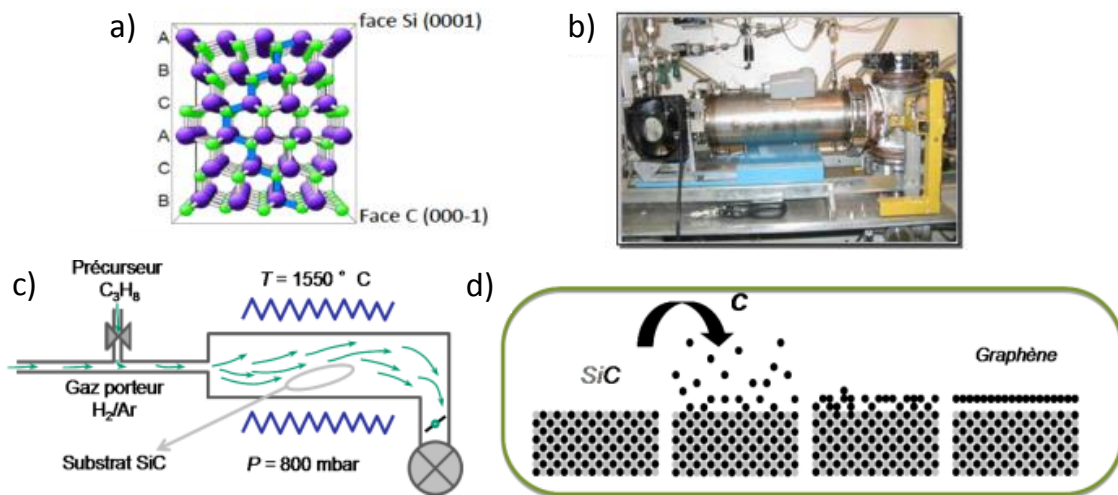 a)
face Si (0001)
A
B
C
A
C
B
Face C (000-1)
b)
c)
Précurseur
C₃H₈
T = 1550 ° C
Gaz porteur
H₂/Ar
Substrat SiC
P = 800 mbar
d)
C
SiC
Graphène